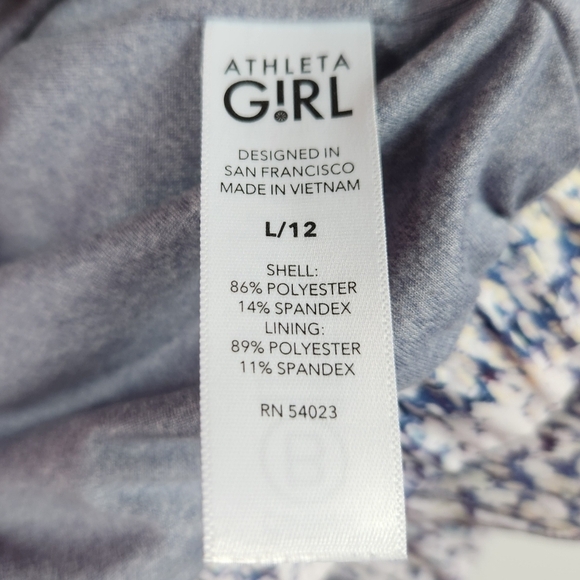 ATHLETA
G!RL
DESIGNED IN
SAN FRANCISCO
MADE IN VIETNAM
L/12
SHELL:
86% POLYESTER
14% SPANDEX
LINING:
89% POLYESTER
11% SPANDEX
RN 54023